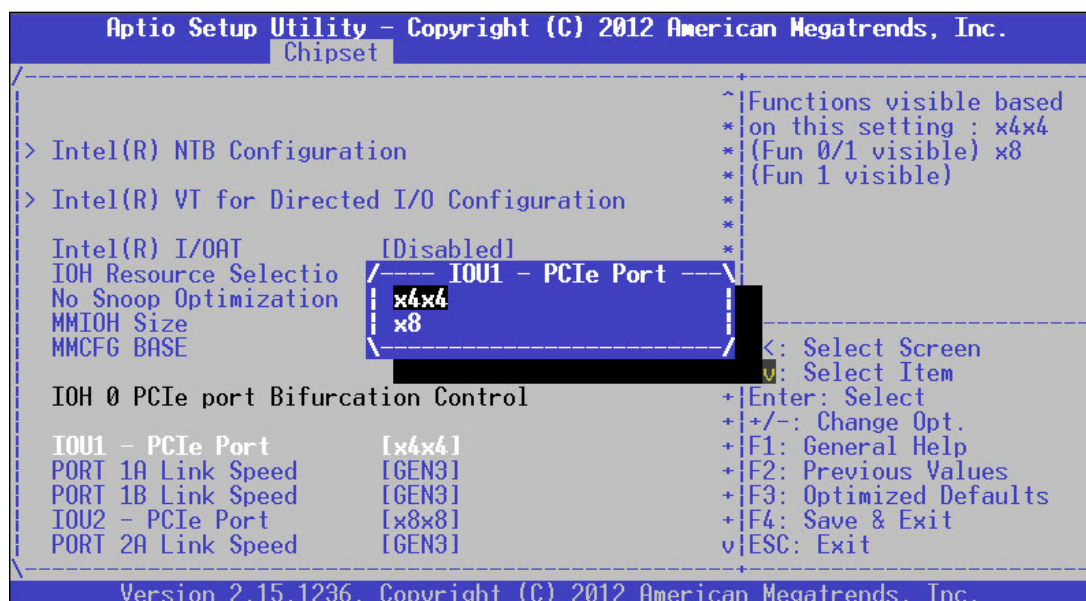 Aptio Setup Utility – Copyright (C) 2012 American Megatrends, Inc.
Chipset
Functions visible based
on this setting : x4x4
(Fun 0/1 visible) x8
(Fun 1 visible)
> Intel(R) NTB Configuration
> Intel(R) VT for Directed I/O Configuration
Intel(R) I/OAT [Disabled]
IOH Resource Selectio
No Snoop Optimization
MMIOH Size
MMCFG BASE
IOU1 – PCIe Port
x4x4
x8
IOH 0 PCIe port Bifurcation Control
IOU1 – PCIe Port [x4x4]
PORT 1A Link Speed [GEN3]
PORT 1B Link Speed [GEN3]
IOU2 – PCIe Port [x8x8]
PORT 2A Link Speed [GEN3]
<: Select Screen
v: Select Item
Enter: Select
+/-: Change Opt.
F1: General Help
F2: Previous Values
F3: Optimized Defaults
F4: Save & Exit
ESC: Exit
Version 2.15.1236. Copyright (C) 2012 American Megatrends, Inc.